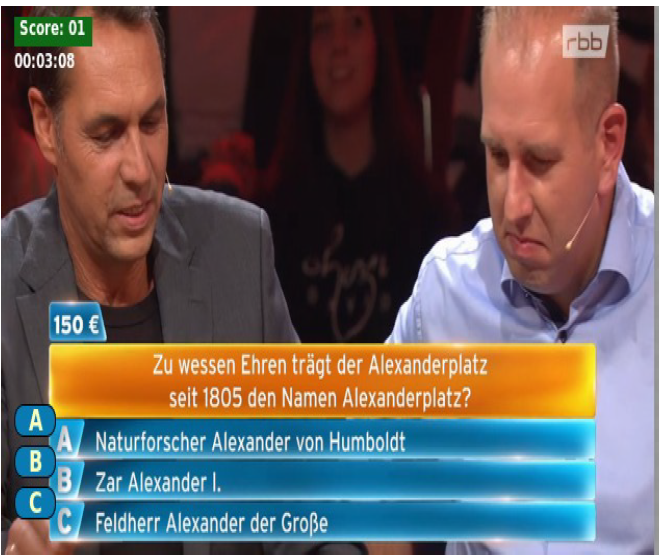 Score: 01
00:03:08
rbb
150 €
Zu wessen Ehren trägt der Alexanderplatz
seit 1805 den Namen Alexanderplatz?
A
A Naturforscher Alexander von Humboldt
B
B Zar Alexander I.
C
C Feldherr Alexander der Große